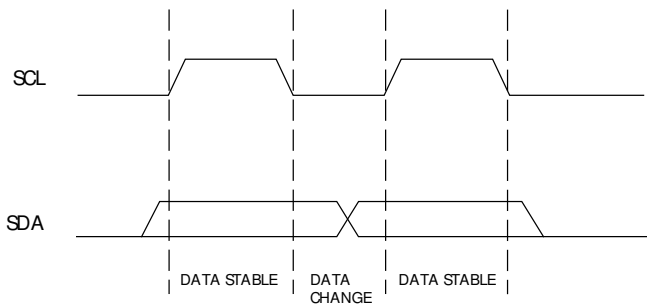 SCL
SDA
DATA STABLE
DATA
CHANGE
DATA STABLE